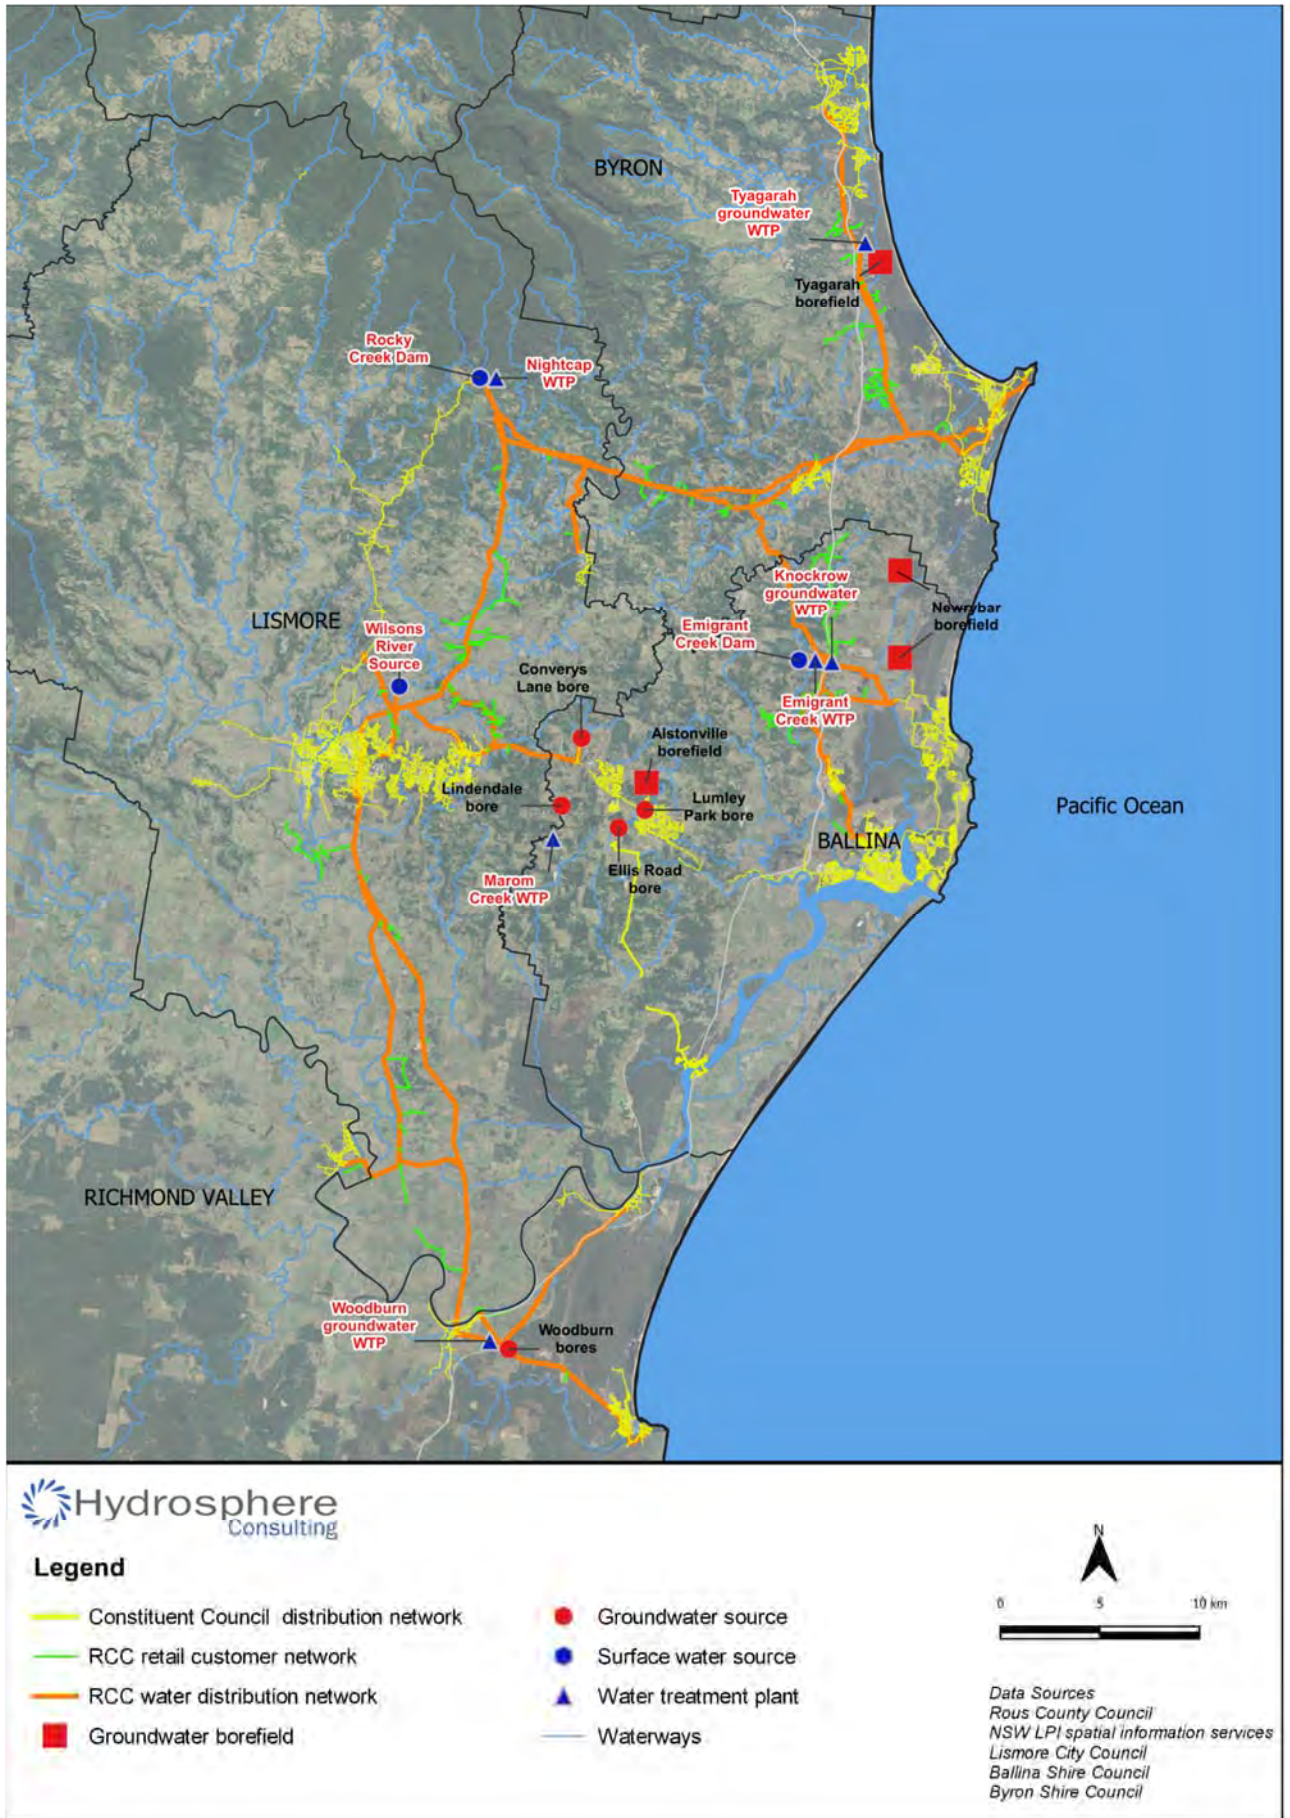 BYRON
Tyagarah
groundwater
WTP
Tyagarah
borefield
Rocky
Creek Dam
Nightcap
WTP
Knockrow
groundwater
WTP
Newrybar
borefield
LISMORE
Wilsons
River
Source
Emigrant
Creek Dam
Converys
Lane bore
Emigrant
Creek WTP
Alstonville
borefield
Lindendale
bore
Lumley
Park bore
Pacific Ocean
BALLINA
Ellis Road
bore
Marom
Creek WTP
RICHMOND VALLEY
Woodburn
groundwater
WTP
Woodburn
bores
Hydrosphere
Consulting
Legend
Constituent Council distribution network
RCC retail customer network
RCC water distribution network
Groundwater borefield
Groundwater source
Surface water source
Water treatment plant
Waterways
N
0 5 10 km
Data Sources
Rous County Council
NSW LPI spatial information services
Lismore City Council
Ballina Shire Council
Byron Shire Council